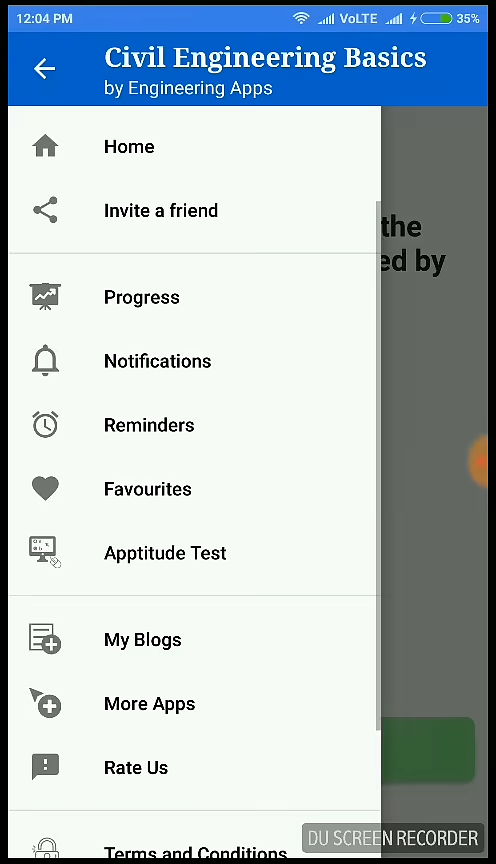 12:04 PM VoLTE 35%
Civil Engineering Basics
by Engineering Apps
Home
Invite a friend
the
ed by
Progress
Notifications
Reminders
Favourites
Apptitude Test
My Blogs
More Apps
Rate Us
Terms and Conditions
DU SCREEN RECORDER